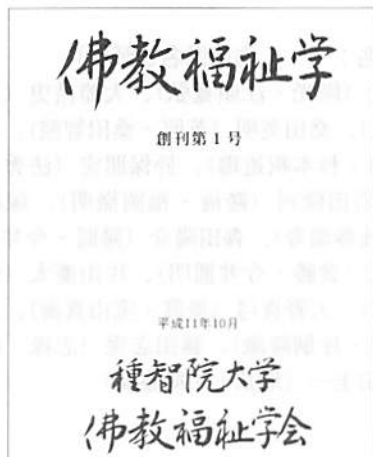 佛教福祉学
創刊第1号
平成11年10月
種智院大学
佛教福祉学会